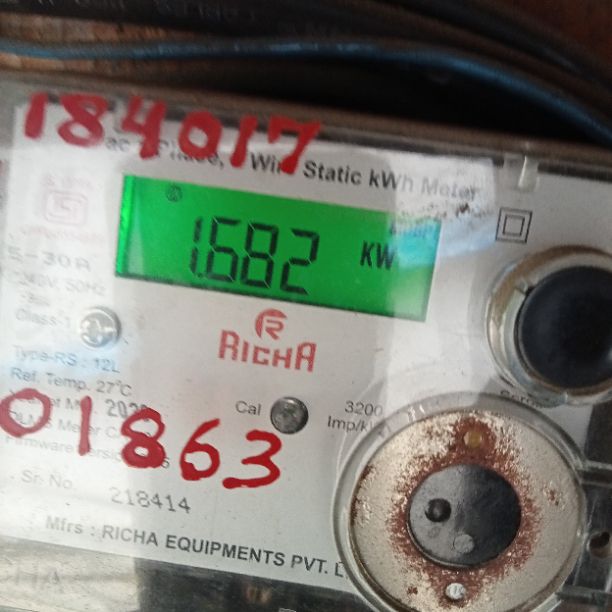 184017
Static kWh Meter
1.682 KW
5-30A
240V, 50Hz
Class-1
RICHA
Type-RS : 12L
Ref. Temp. 27°C
Cal
3200
01863
Sr. No. 218414
Mfrs : RICHA EQUIPMENTS PVT.